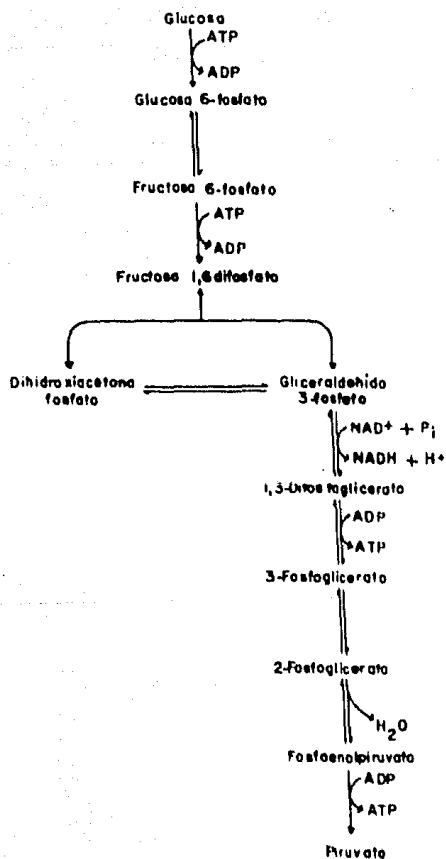 Glucosa
ATP
ADP
Glucosa 6-fosfato
Fructosa 6-fosfato
ATP
ADP
Fructosa 1,6difosfato
Dihidroxiacetona
fosfato
Gliceraldehido
3-fosfato
NAD+ + Pi
NADH + H+
1,3-Difosfoglicerato
ADP
ATP
3-Fosfoglicerato
2-Fosfoglicerato
H2O
Fosfoenolpiruvato
ADP
ATP
Piruvato